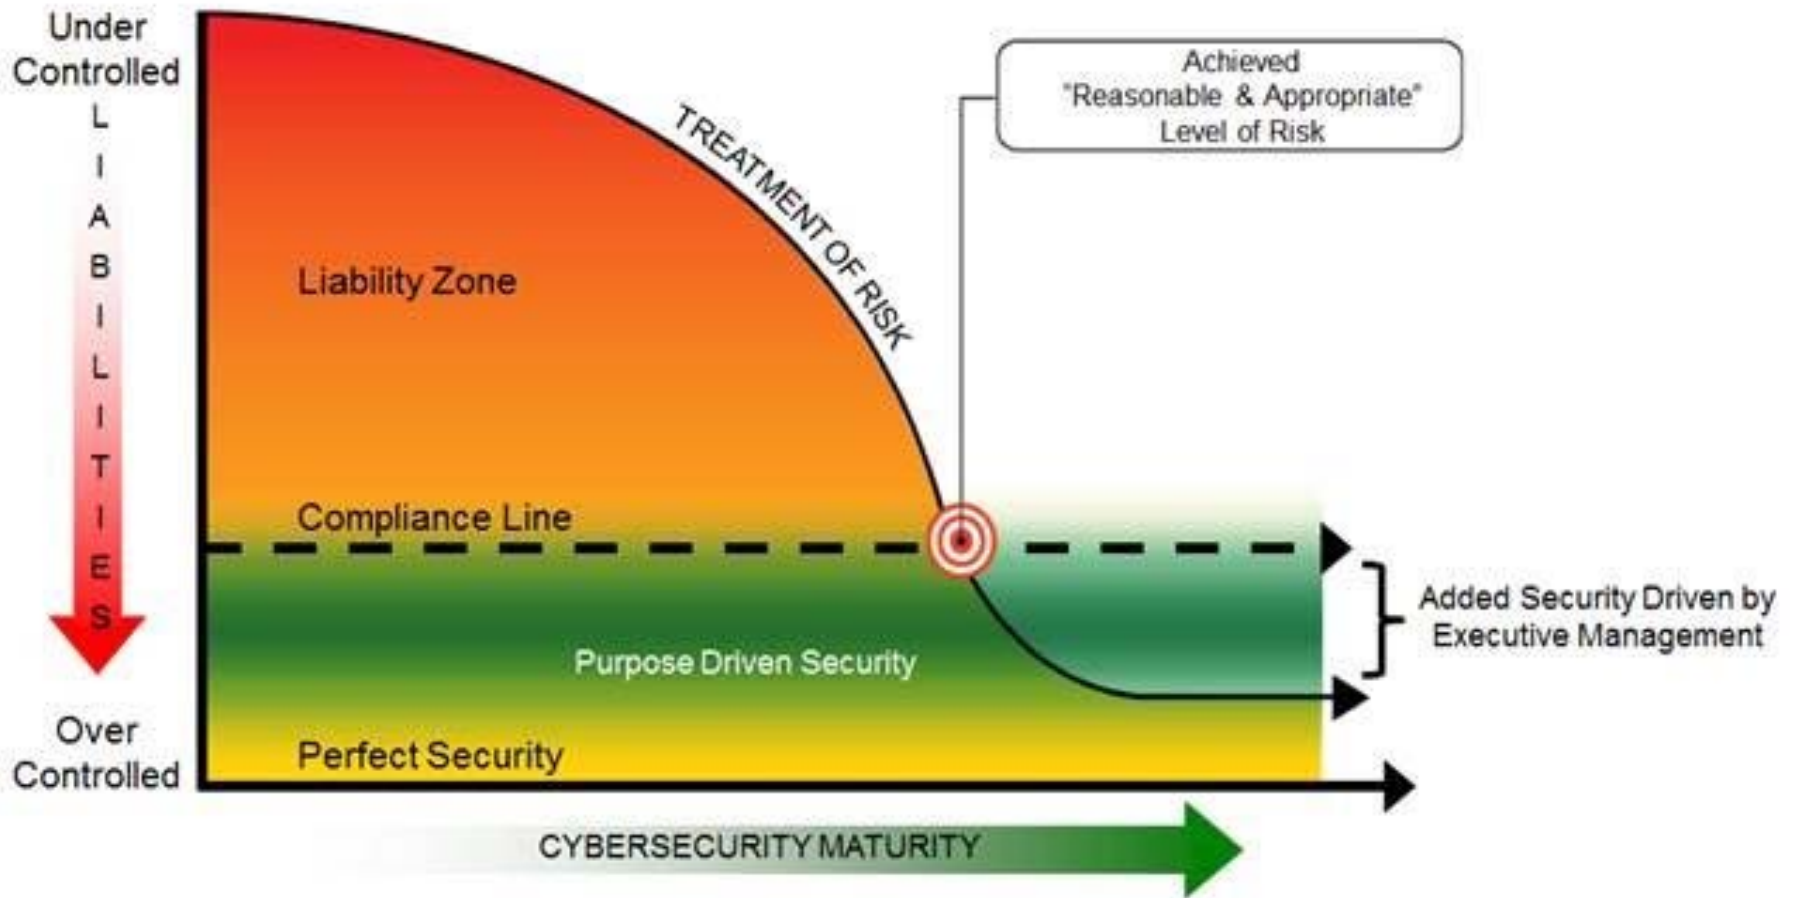 Under
Controlled
LIABILITIES
Over
Controlled
Achieved
"Reasonable & Appropriate"
Level of Risk
TREATMENT OF RISK
Liability Zone
Compliance Line
Purpose Driven Security
Perfect Security
Added Security Driven by
Executive Management
CYBERSECURITY MATURITY